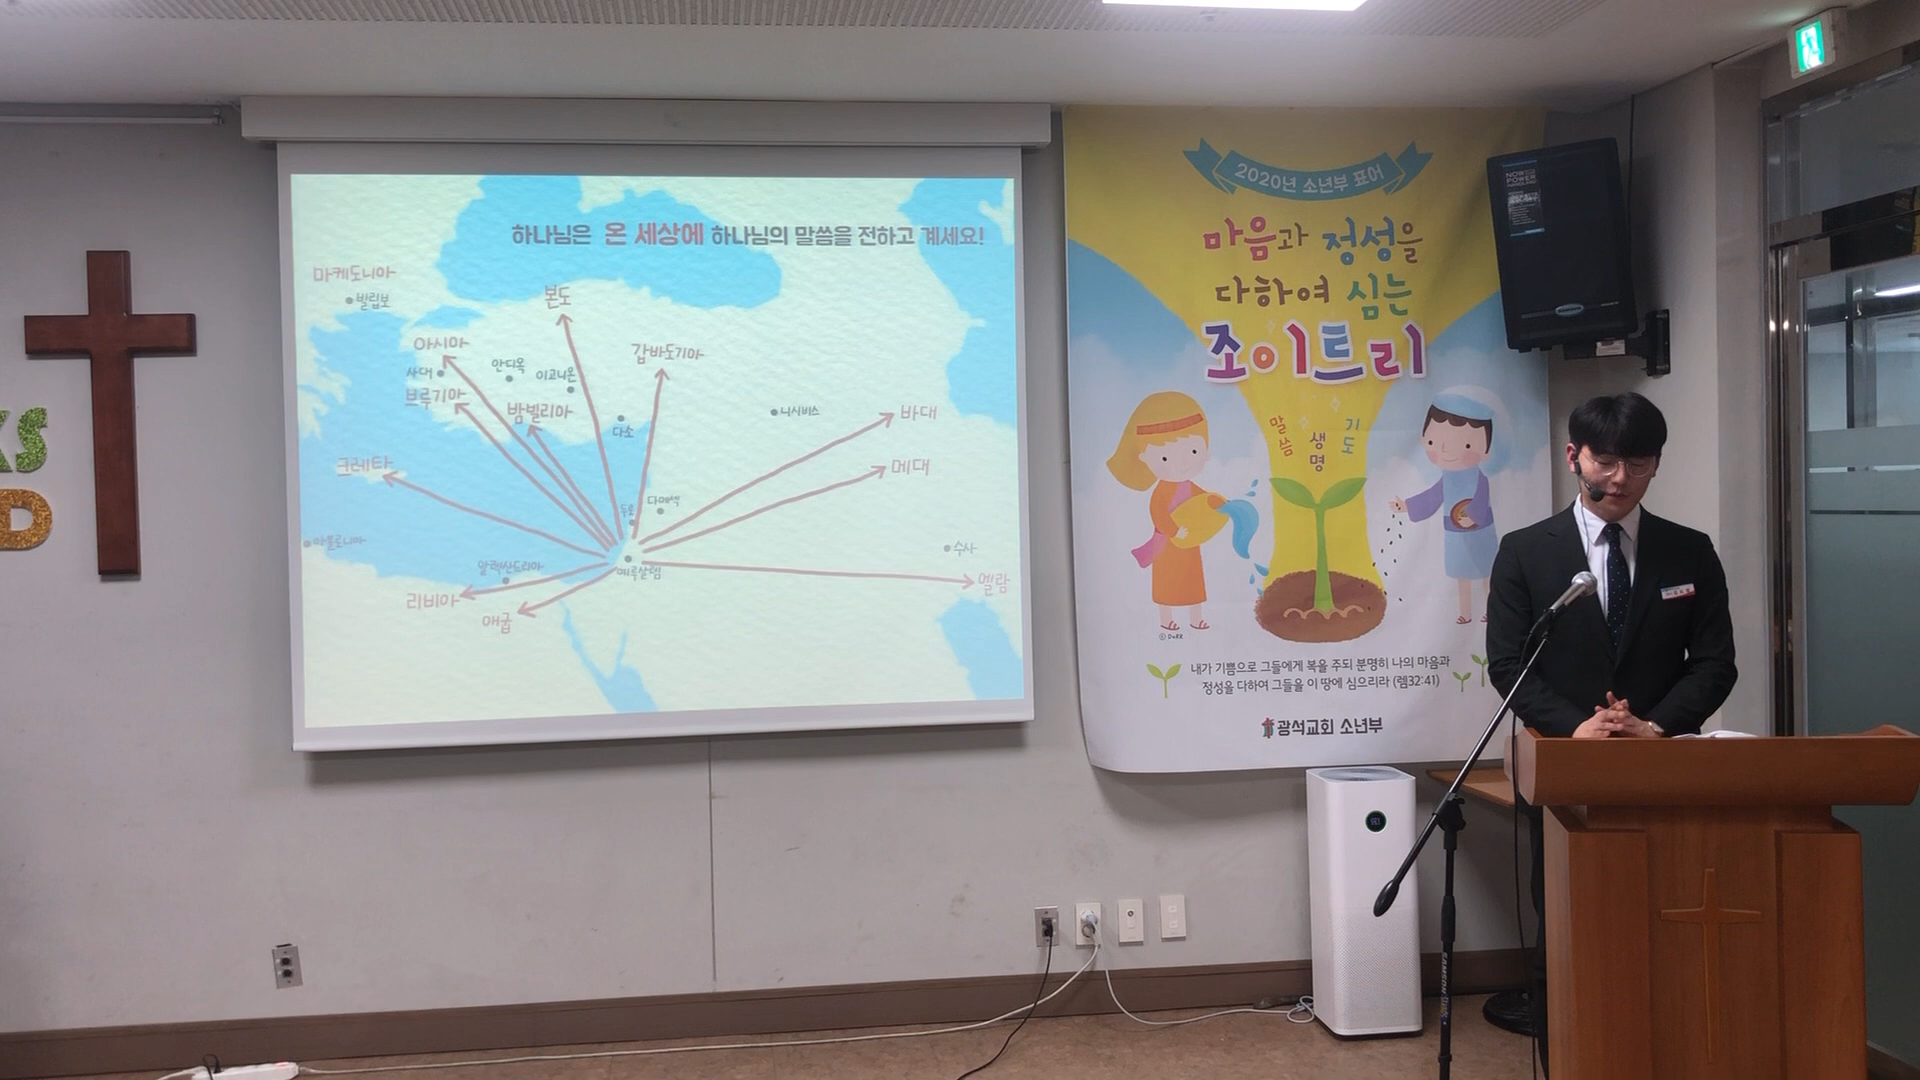 하나님은 온 세상에 하나님의 말씀을 전하고 계세요!
마케도니아
빌립보
본도
아시아
갑바도기아
안디옥
사데
이고니온
브루기아
밤빌리아
니시비스
바대
다소
크레타
메대
다메섹
두로
수사
알렉산드리아
예루살렘
엘람
리비아
애굽
2020년 소년부 표어
마음과 정성을
다하여 심는
조이트리
말씀
생명
기도
내가 기쁨으로 그들에게 복을 주되 분명히 나의 마음과
정성을 다하여 그들을 이 땅에 심으리라 (렘32:41)
광석교회 소년부
KS
D
NOW
POWER
SAMSON